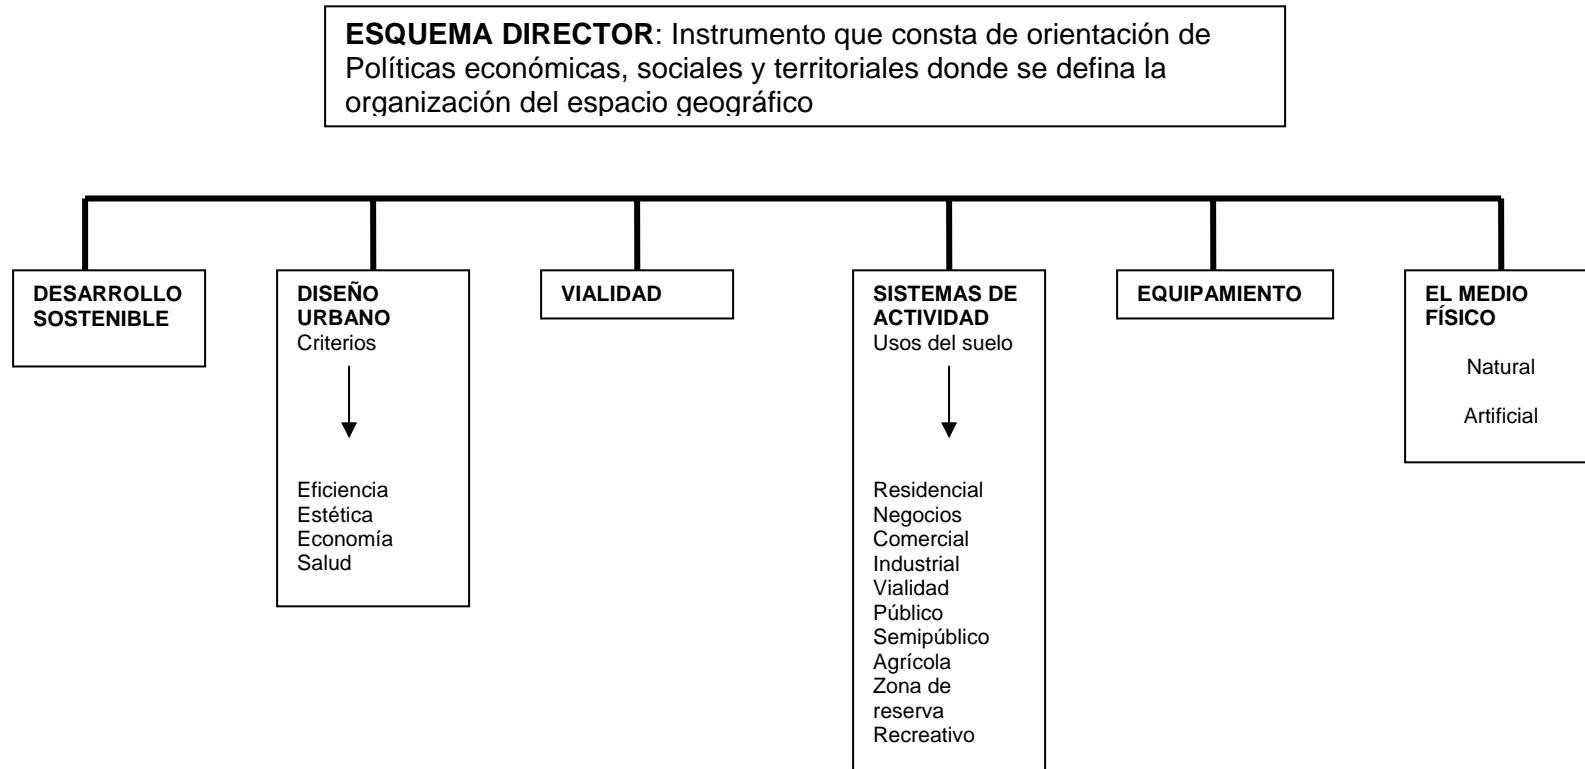 ESQUEMA DIRECTOR: Instrumento que consta de orientación de
Políticas económicas, sociales y territoriales donde se defina la
organización del espacio geográfico
DESARROLLO
SOSTENIBLE
DISEÑO
URBANO
Criterios
Eficiencia
Estética
Economía
Salud
VIALIDAD
SISTEMAS DE
ACTIVIDAD
Usos del suelo
Residencial
Negocios
Comercial
Industrial
Vialidad
Público
Semipúblico
Agrícola
Zona de
reserva
Recreativo
EQUIPAMIENTO
EL MEDIO
FÍSICO
Natural
Artificial